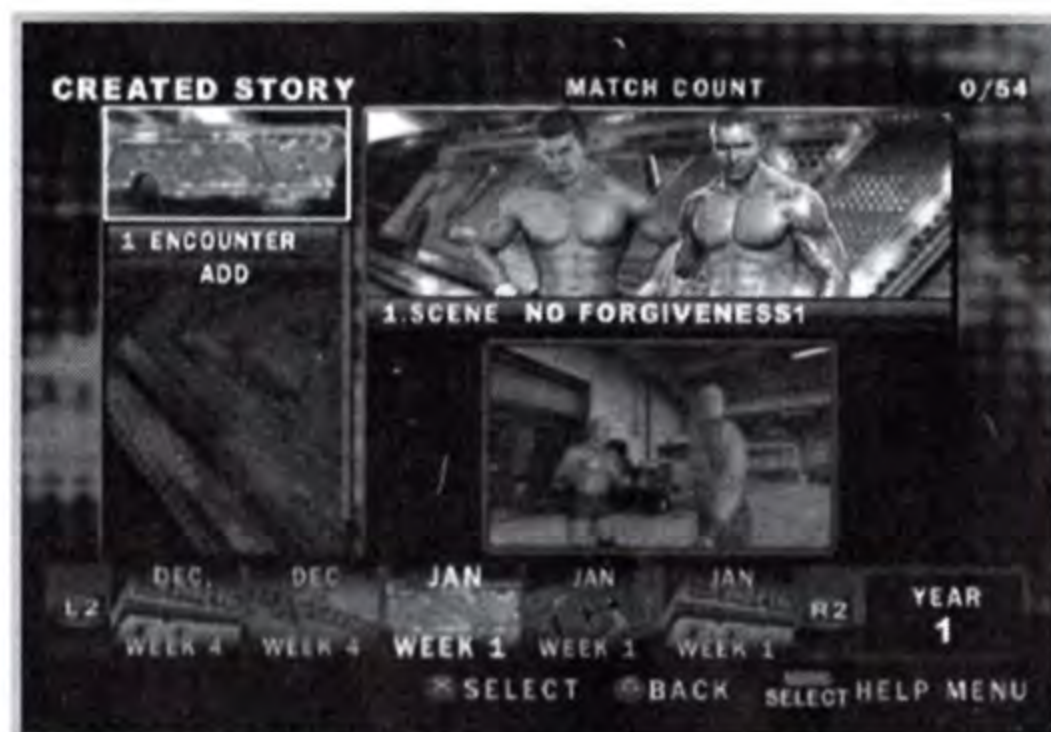 CREATED STORY MATCH COUNT 0/54
1 ENCOUNTER
ADD
1.SCENE NO FORGIVENESS1
L2 DEC. DEC JAN JAN JAN R2 YEAR
WEEK 4 WEEK 4 WEEK 1 WEEK 1 WEEK 1 1
SELECT BACK SELECT HELP MENU